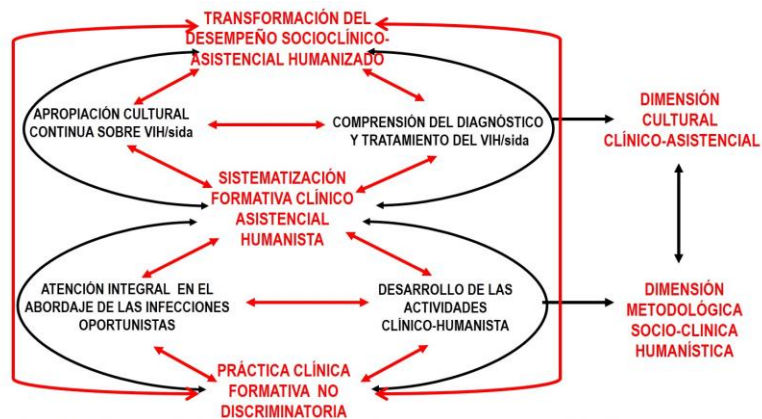 TRANSFORMACIÓN DEL
DESEMPEÑO SOCIOCLÍNICO-
ASISTENCIAL HUMANIZADO
APROPIACIÓN CULTURAL
CONTINUA SOBRE VIH/sida
COMPRENSIÓN DEL DIAGNÓSTICO
Y TRATAMIENTO DEL VIH/sida
DIMENSIÓN
CULTURAL
CLÍNICO-ASISTENCIAL
SISTEMATIZACIÓN
FORMATIVA CLÍNICO
ASISTENCIAL
HUMANISTA
ATENCIÓN INTEGRAL EN EL
ABORDAJE DE LAS INFECCIONES
OPORTUNISTAS
DESARROLLO DE LAS
ACTIVIDADES
CLÍNICO-HUMANISTA
DIMENSIÓN
METODOLÓGICA
SOCIO-CLINICA
HUMANÍSTICA
PRÁCTICA CLÍNICA
FORMATIVA NO
DISCRIMINATORIA